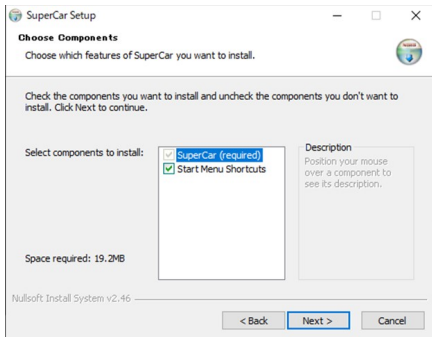 SuperCar Setup
Choose Components
Choose which features of SuperCar you want to install.
Check the components you want to install and uncheck the components you don't want to
install. Click Next to continue.
Select components to install:
SuperCar (required)
Start Menu Shortcuts
Description
Position your mouse
over a component to
see its description.
Space required: 19.2MB
Nullsoft Install System v2.46
< Back
Next >
Cancel